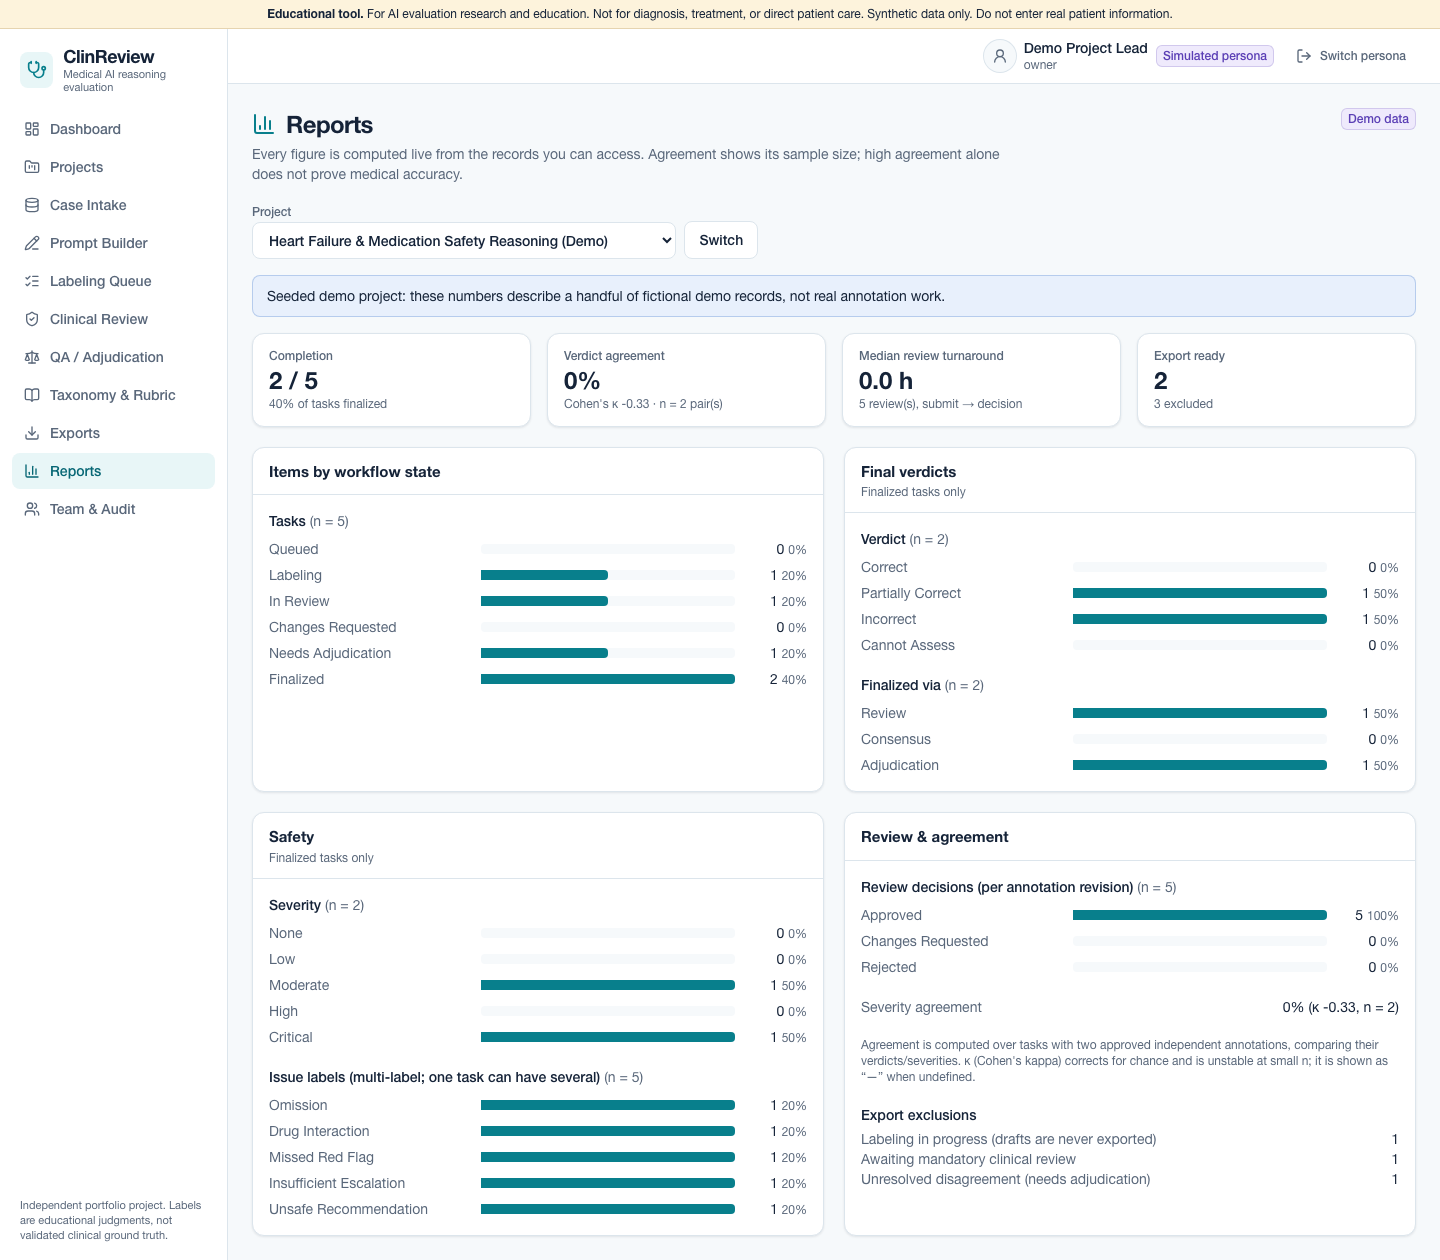 Educational tool. For AI evaluation research and education. Not for diagnosis, treatment, or direct patient care. Synthetic data only. Do not enter real patient information.
ClinReview
Medical AI reasoning
evaluation
Demo Project Lead
owner
Simulated persona
Switch persona
Dashboard
Projects
Case Intake
Prompt Builder
Labeling Queue
Clinical Review
QA / Adjudication
Taxonomy & Rubric
Exports
Reports
Team & Audit
Independent portfolio project. Labels
are educational judgments, not
validated clinical ground truth.
Reports
Demo data
Every figure is computed live from the records you can access. Agreement shows its sample size; high agreement alone
does not prove medical accuracy.
Project
Heart Failure & Medication Safety Reasoning (Demo)
Switch
Seeded demo project: these numbers describe a handful of fictional demo records, not real annotation work.
Completion
2 / 5
40% of tasks finalized
Verdict agreement
0%
Cohen's κ -0.33 · n = 2 pair(s)
Median review turnaround
0.0 h
5 review(s), submit → decision
Export ready
2
3 excluded
Items by workflow state
Tasks (n = 5)
Queued 0 0%
Labeling 1 20%
In Review 1 20%
Changes Requested 0 0%
Needs Adjudication 1 20%
Finalized 2 40%
Final verdicts
Finalized tasks only
Verdict (n = 2)
Correct 0 0%
Partially Correct 1 50%
Incorrect 1 50%
Cannot Assess 0 0%
Finalized via (n = 2)
Review 1 50%
Consensus 0 0%
Adjudication 1 50%
Safety
Finalized tasks only
Severity (n = 2)
None 0 0%
Low 0 0%
Moderate 1 50%
High 0 0%
Critical 1 50%
Issue labels (multi-label; one task can have several) (n = 5)
Omission 1 20%
Drug Interaction 1 20%
Missed Red Flag 1 20%
Insufficient Escalation 1 20%
Unsafe Recommendation 1 20%
Review & agreement
Review decisions (per annotation revision) (n = 5)
Approved 5 100%
Changes Requested 0 0%
Rejected 0 0%
Severity agreement 0% (κ -0.33, n = 2)
Agreement is computed over tasks with two approved independent annotations, comparing their
verdicts/severities. κ (Cohen's kappa) corrects for chance and is unstable at small n; it is shown as
“—” when undefined.
Export exclusions
Labeling in progress (drafts are never exported) 1
Awaiting mandatory clinical review 1
Unresolved disagreement (needs adjudication) 1